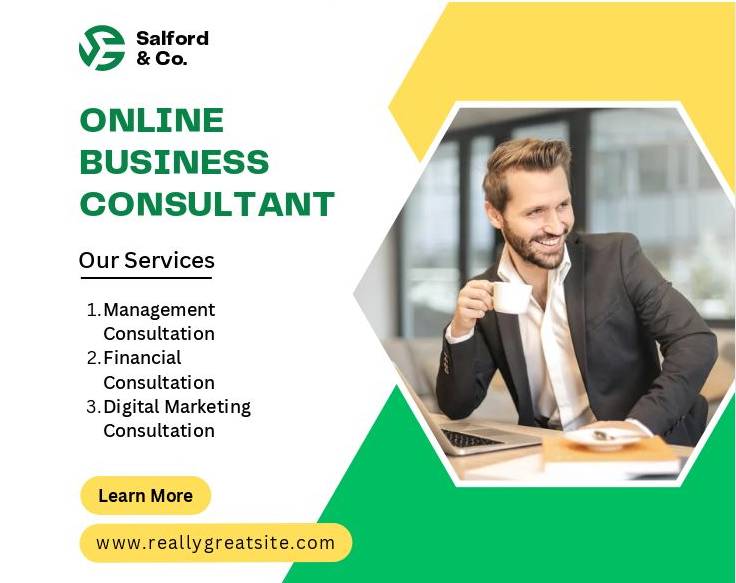 Salford
& Co.
ONLINE
BUSINESS
CONSULTANT
Our Services
1. Management
Consultation
2. Financial
Consultation
3. Digital Marketing
Consultation
Learn More
www.reallygreatsite.com